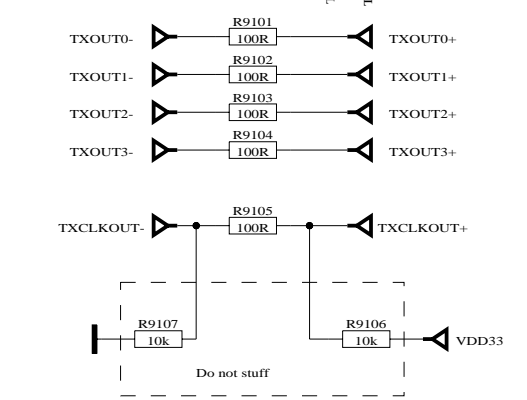 R9101
TXOUT0- 100R TXOUT0+
R9102
TXOUT1- 100R TXOUT1+
R9103
TXOUT2- 100R TXOUT2+
R9104
TXOUT3- 100R TXOUT3+
R9105
TXCLKOUT- 100R TXCLKOUT+
R9107 R9106
10k 10k VDD33
Do not stuff